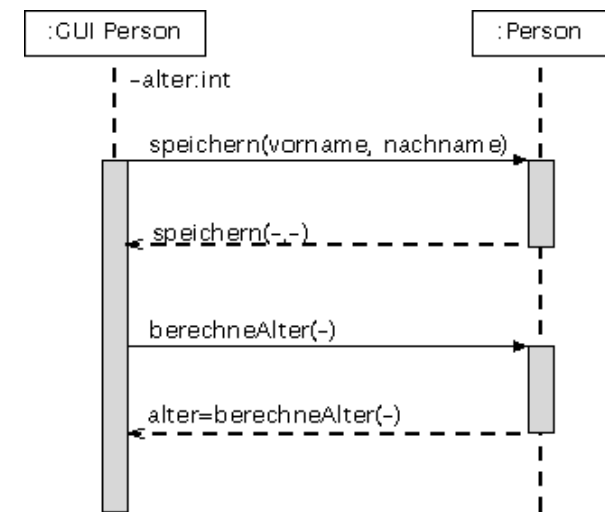 :GUI Person
:Person
-alter:int
speichern(vorname, nachname)
speichern(-,-)
berechneAlter(-)
alter=berechneAlter(-)